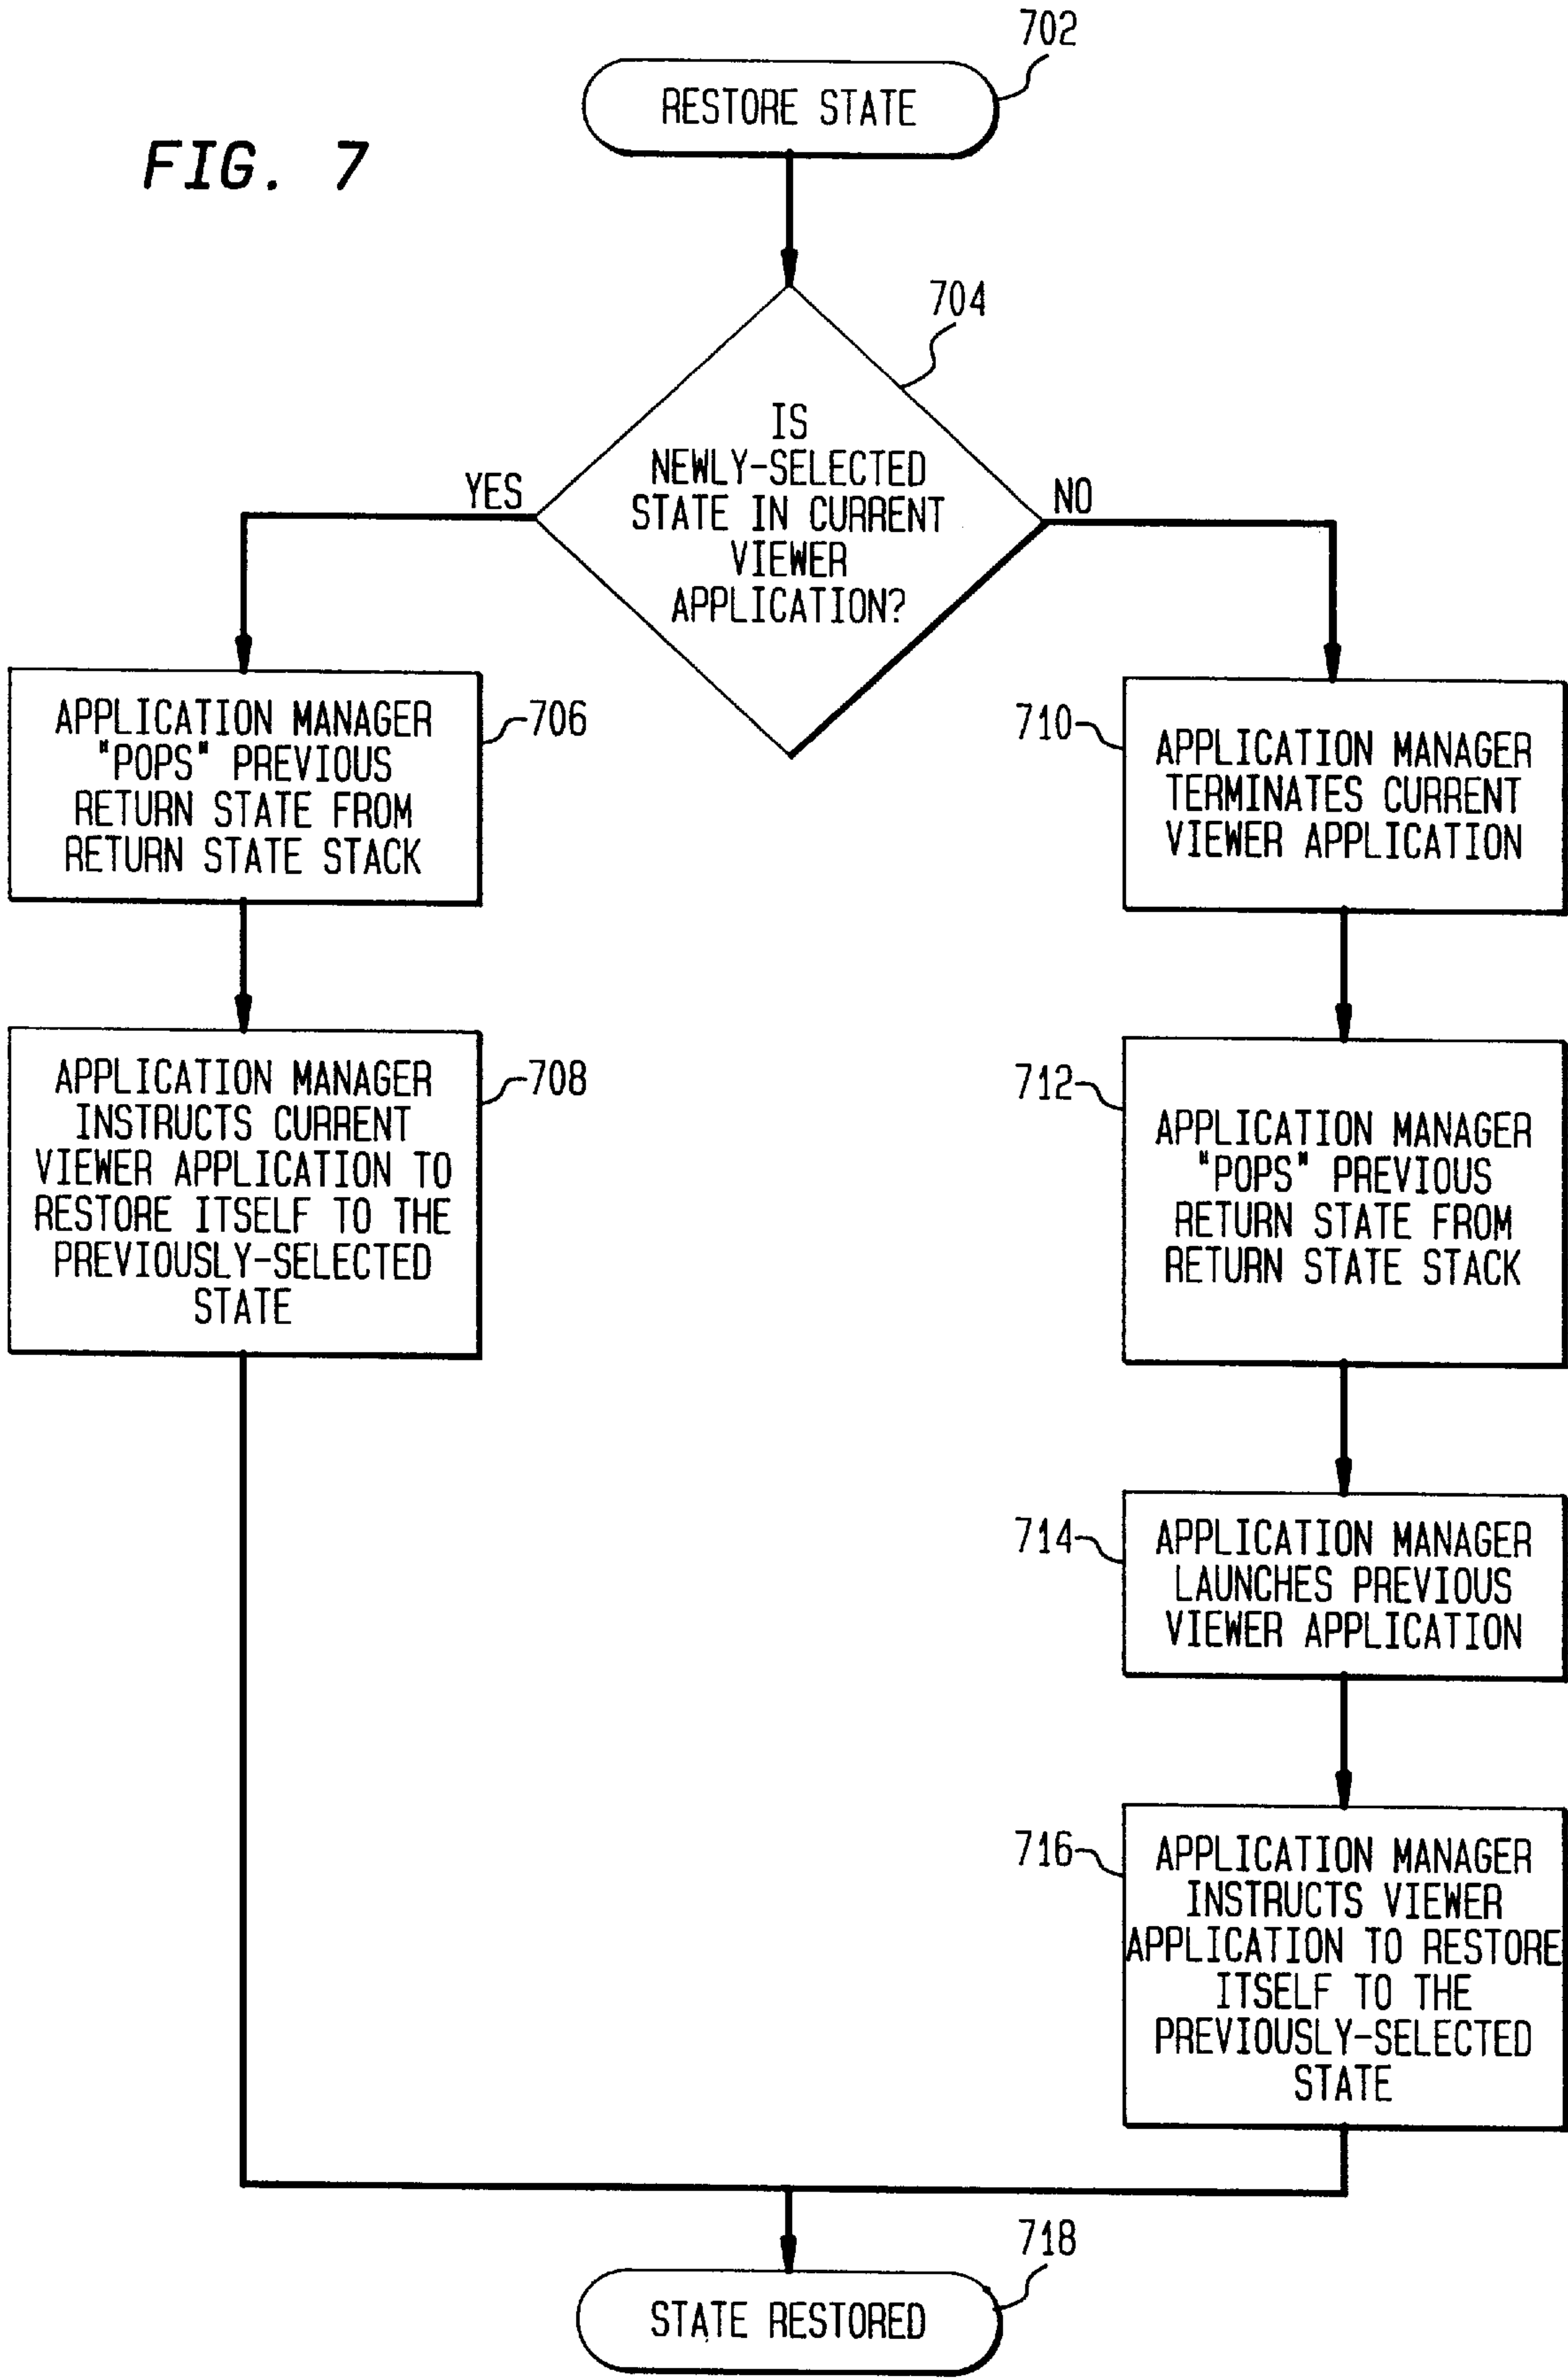 702
RESTORE STATE
FIG. 7
704
IS
NEWLY-SELECTED
STATE IN CURRENT
VIEWER
APPLICATION?
YES
NO
APPLICATION MANAGER
"POPS" PREVIOUS
RETURN STATE FROM
RETURN STATE STACK
706
710
APPLICATION MANAGER
TERMINATES CURRENT
VIEWER APPLICATION
APPLICATION MANAGER
INSTRUCTS CURRENT
VIEWER APPLICATION TO
RESTORE ITSELF TO THE
PREVIOUSLY-SELECTED
STATE
708
712
APPLICATION MANAGER
"POPS" PREVIOUS
RETURN STATE FROM
RETURN STATE STACK
714
APPLICATION MANAGER
LAUNCHES PREVIOUS
VIEWER APPLICATION
716
APPLICATION MANAGER
INSTRUCTS VIEWER
APPLICATION TO RESTORE
ITSELF TO THE
PREVIOUSLY-SELECTED
STATE
718
STATE RESTORED